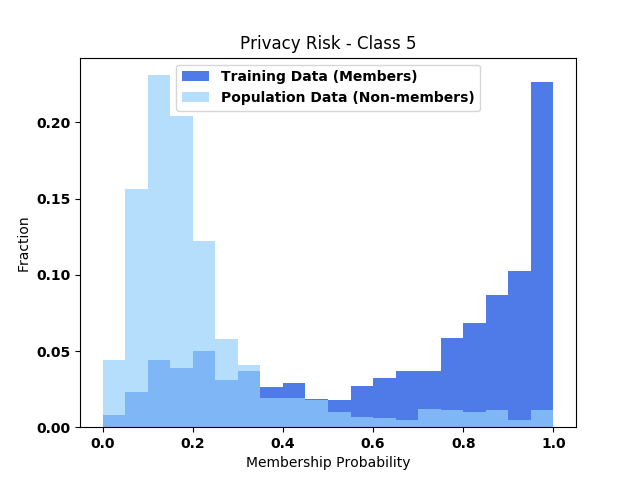 Privacy Risk - Class 5
Training Data (Members)
Population Data (Non-members)
0.20
0.15
0.10
0.05
0.00
Fraction
0.0 0.2 0.4 0.6 0.8 1.0
Membership Probability